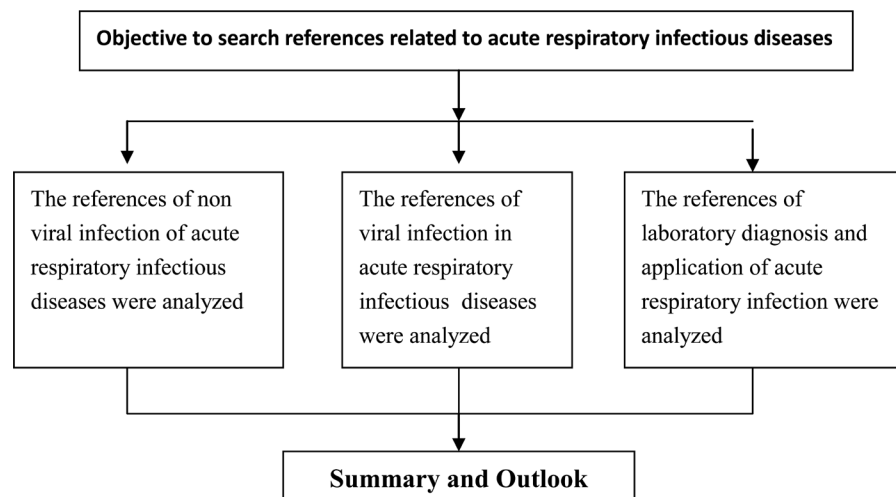 Objective to search references related to acute respiratory infectious diseases
The references of non
viral infection of acute
respiratory infectious
diseases were analyzed
The references of
viral infection in
acute respiratory
infectious diseases
were analyzed
The references of
laboratory diagnosis and
application of acute
respiratory infection were
analyzed
Summary and Outlook